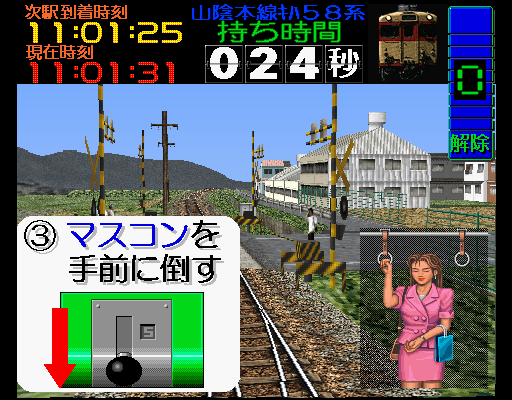 次駅到着時刻
11:01:25
現在時刻
11:01:31
山陰本線ｷﾊ５８系
持ち時間
024秒
0
解除
③マスコンを
手前に倒す
S